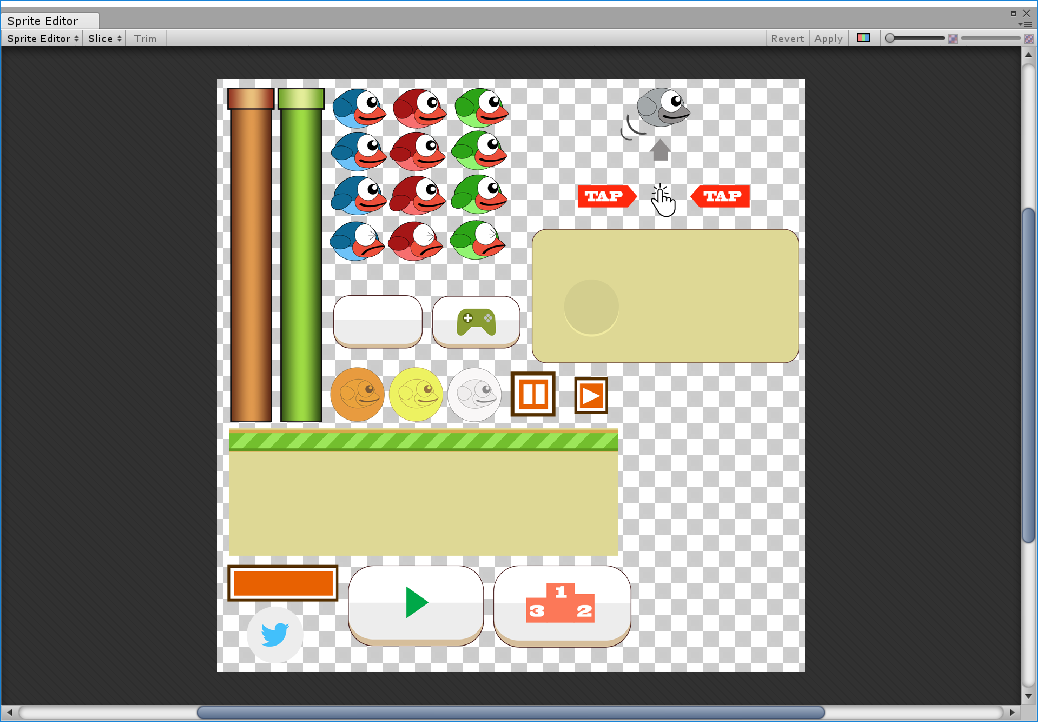 Sprite Editor
Sprite Editor Slice Trim Revert Apply
TAP TAP
1
3 2